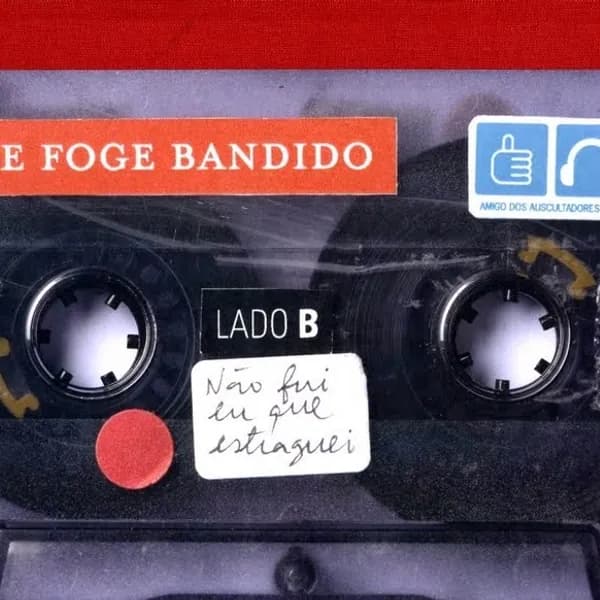 E FOGE BANDIDO
AMIGO DOS AUSCULTADORES
LADO B
Não fui
eu que
estraguei